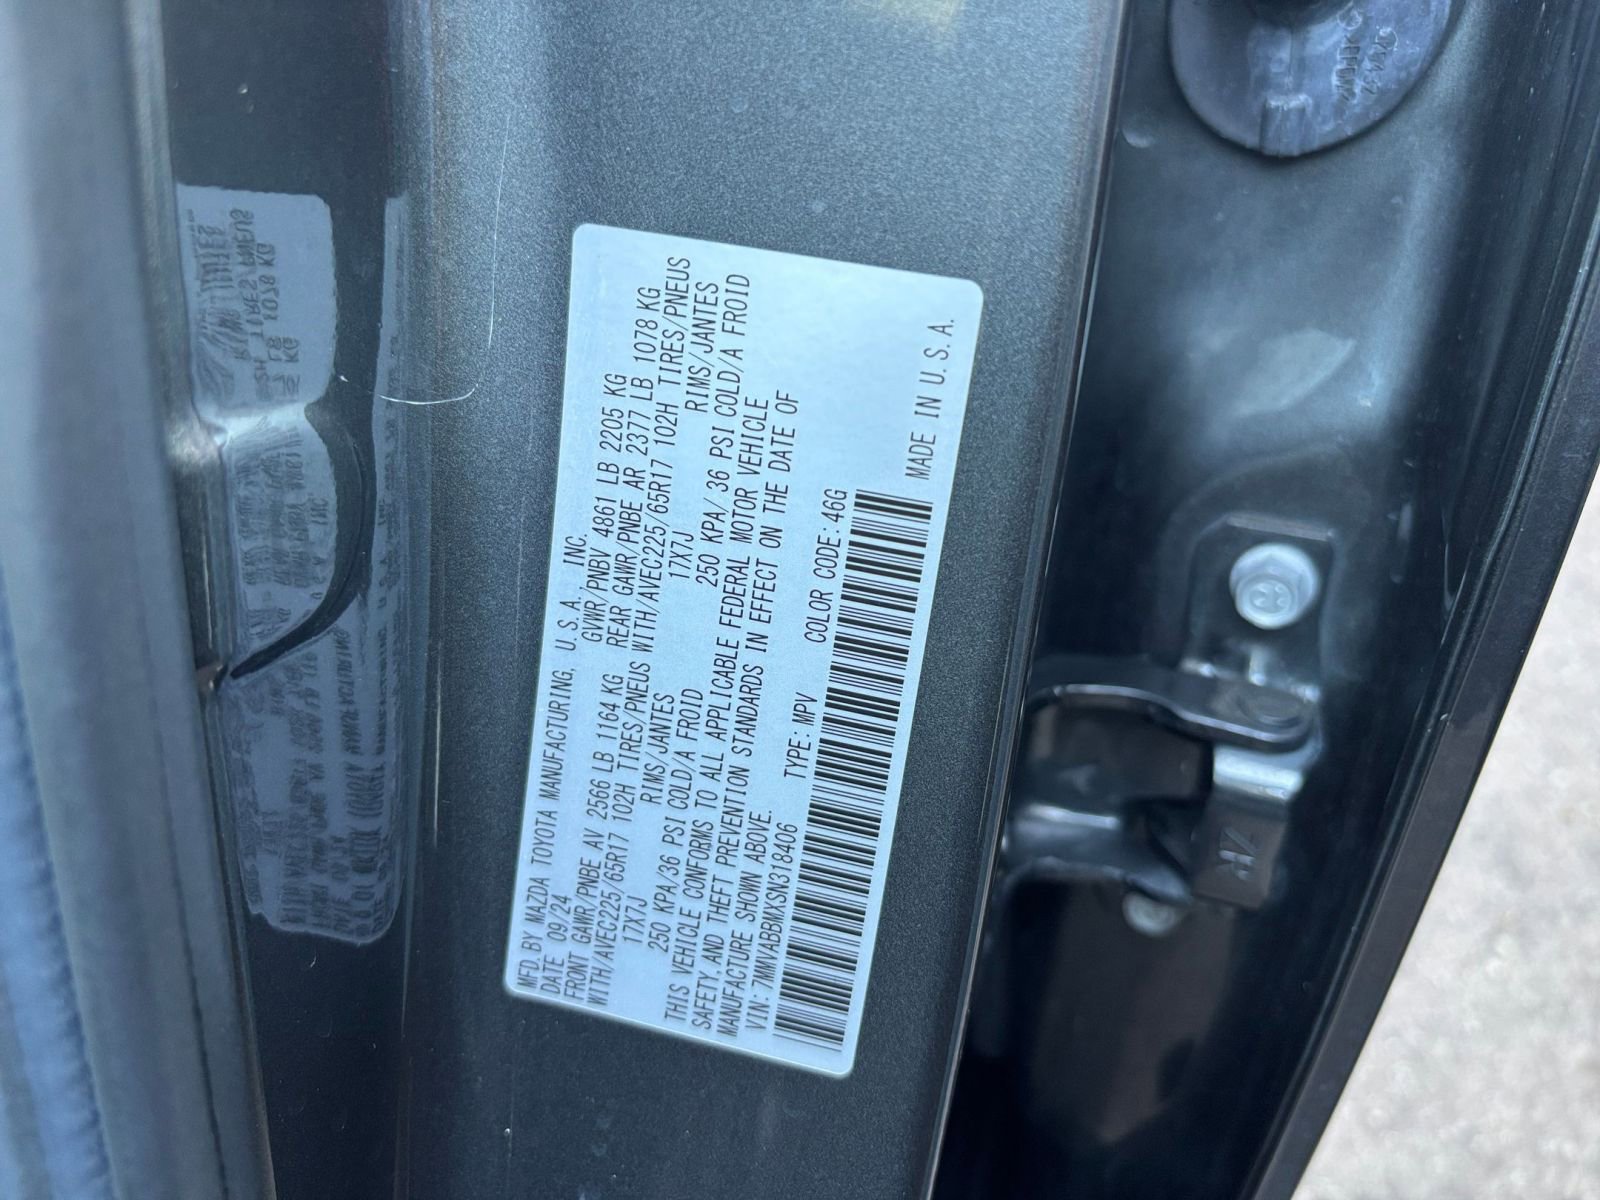 MFD.BY MAZDA TOYOTA MANUFACTURING, U.S.A., INC.
DATE 09/24 GVWR/PNBV 4861 LB 2205 KG
FRONT GAWR/PNBE AV 2566 LB 1164 KG REAR GAWR/PNBE AR 2377 LB 1078 KG
WITH/AVEC225/65R17 102H TIRES/PNEUS WITH/AVEC225/65R17 102H TIRES/PNEUS
17X7J RIMS/JANTES 17X7J RIMS/JANTES
250 KPA/36 PSI COLD/A FROID 250 KPA/36 PSI COLD/A FROID
THIS VEHICLE CONFORMS TO ALL APPLICABLE FEDERAL MOTOR VEHICLE
SAFETY, AND THEFT PREVENTION STANDARDS IN EFFECT ON THE DATE OF
MANUFACTURE SHOWN ABOVE.
VIN:7MMVABBMXSN318406 TYPE:MPV COLOR CODE:46G
MADE IN U.S.A.